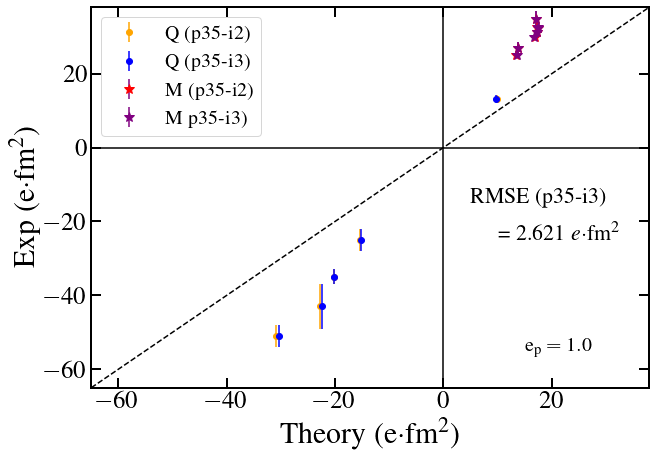 Q (p35-i2)
Q (p35-i3)
M (p35-i2)
M p35-i3)
20
0
−20
−40
−60
Exp (e·fm²)
RMSE (p35-i3)
= 2.621 e·fm²
eₚ = 1.0
−60
−40
−20
0
20
Theory (e·fm²)